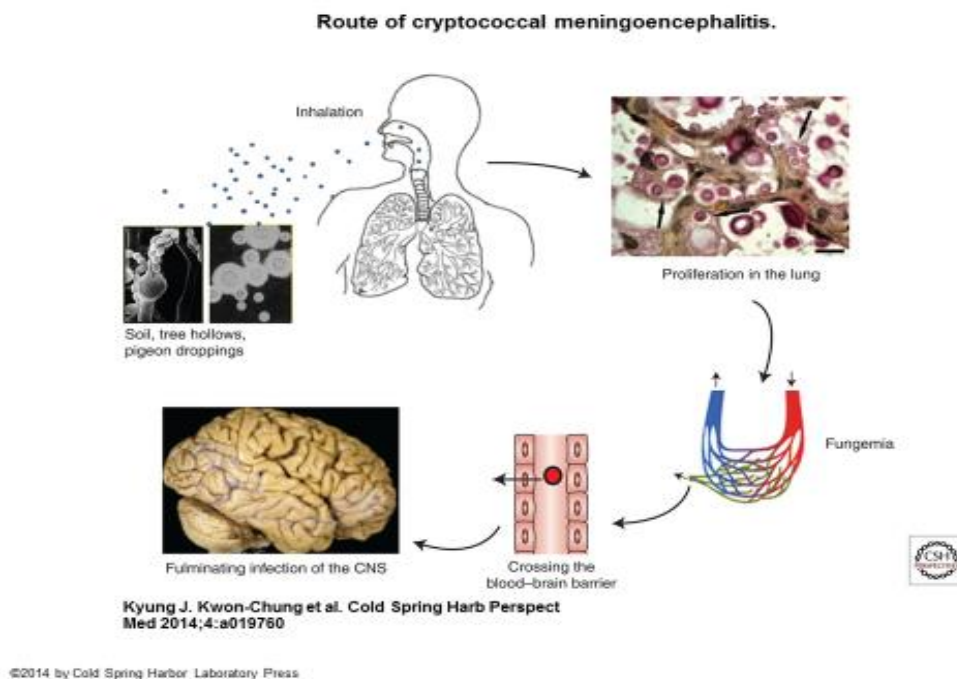 Route of cryptococcal meningoencephalitis.
Inhalation
Soil, tree hollows,
pigeon droppings
Proliferation in the lung
Fungemia
Crossing the
blood–brain barrier
Fulminating infection of the CNS
Kyung J. Kwon-Chung et al. Cold Spring Harb Perspect
Med 2014;4:a019760
CSH
PERSPECTIVES
©2014 by Cold Spring Harbor Laboratory Press